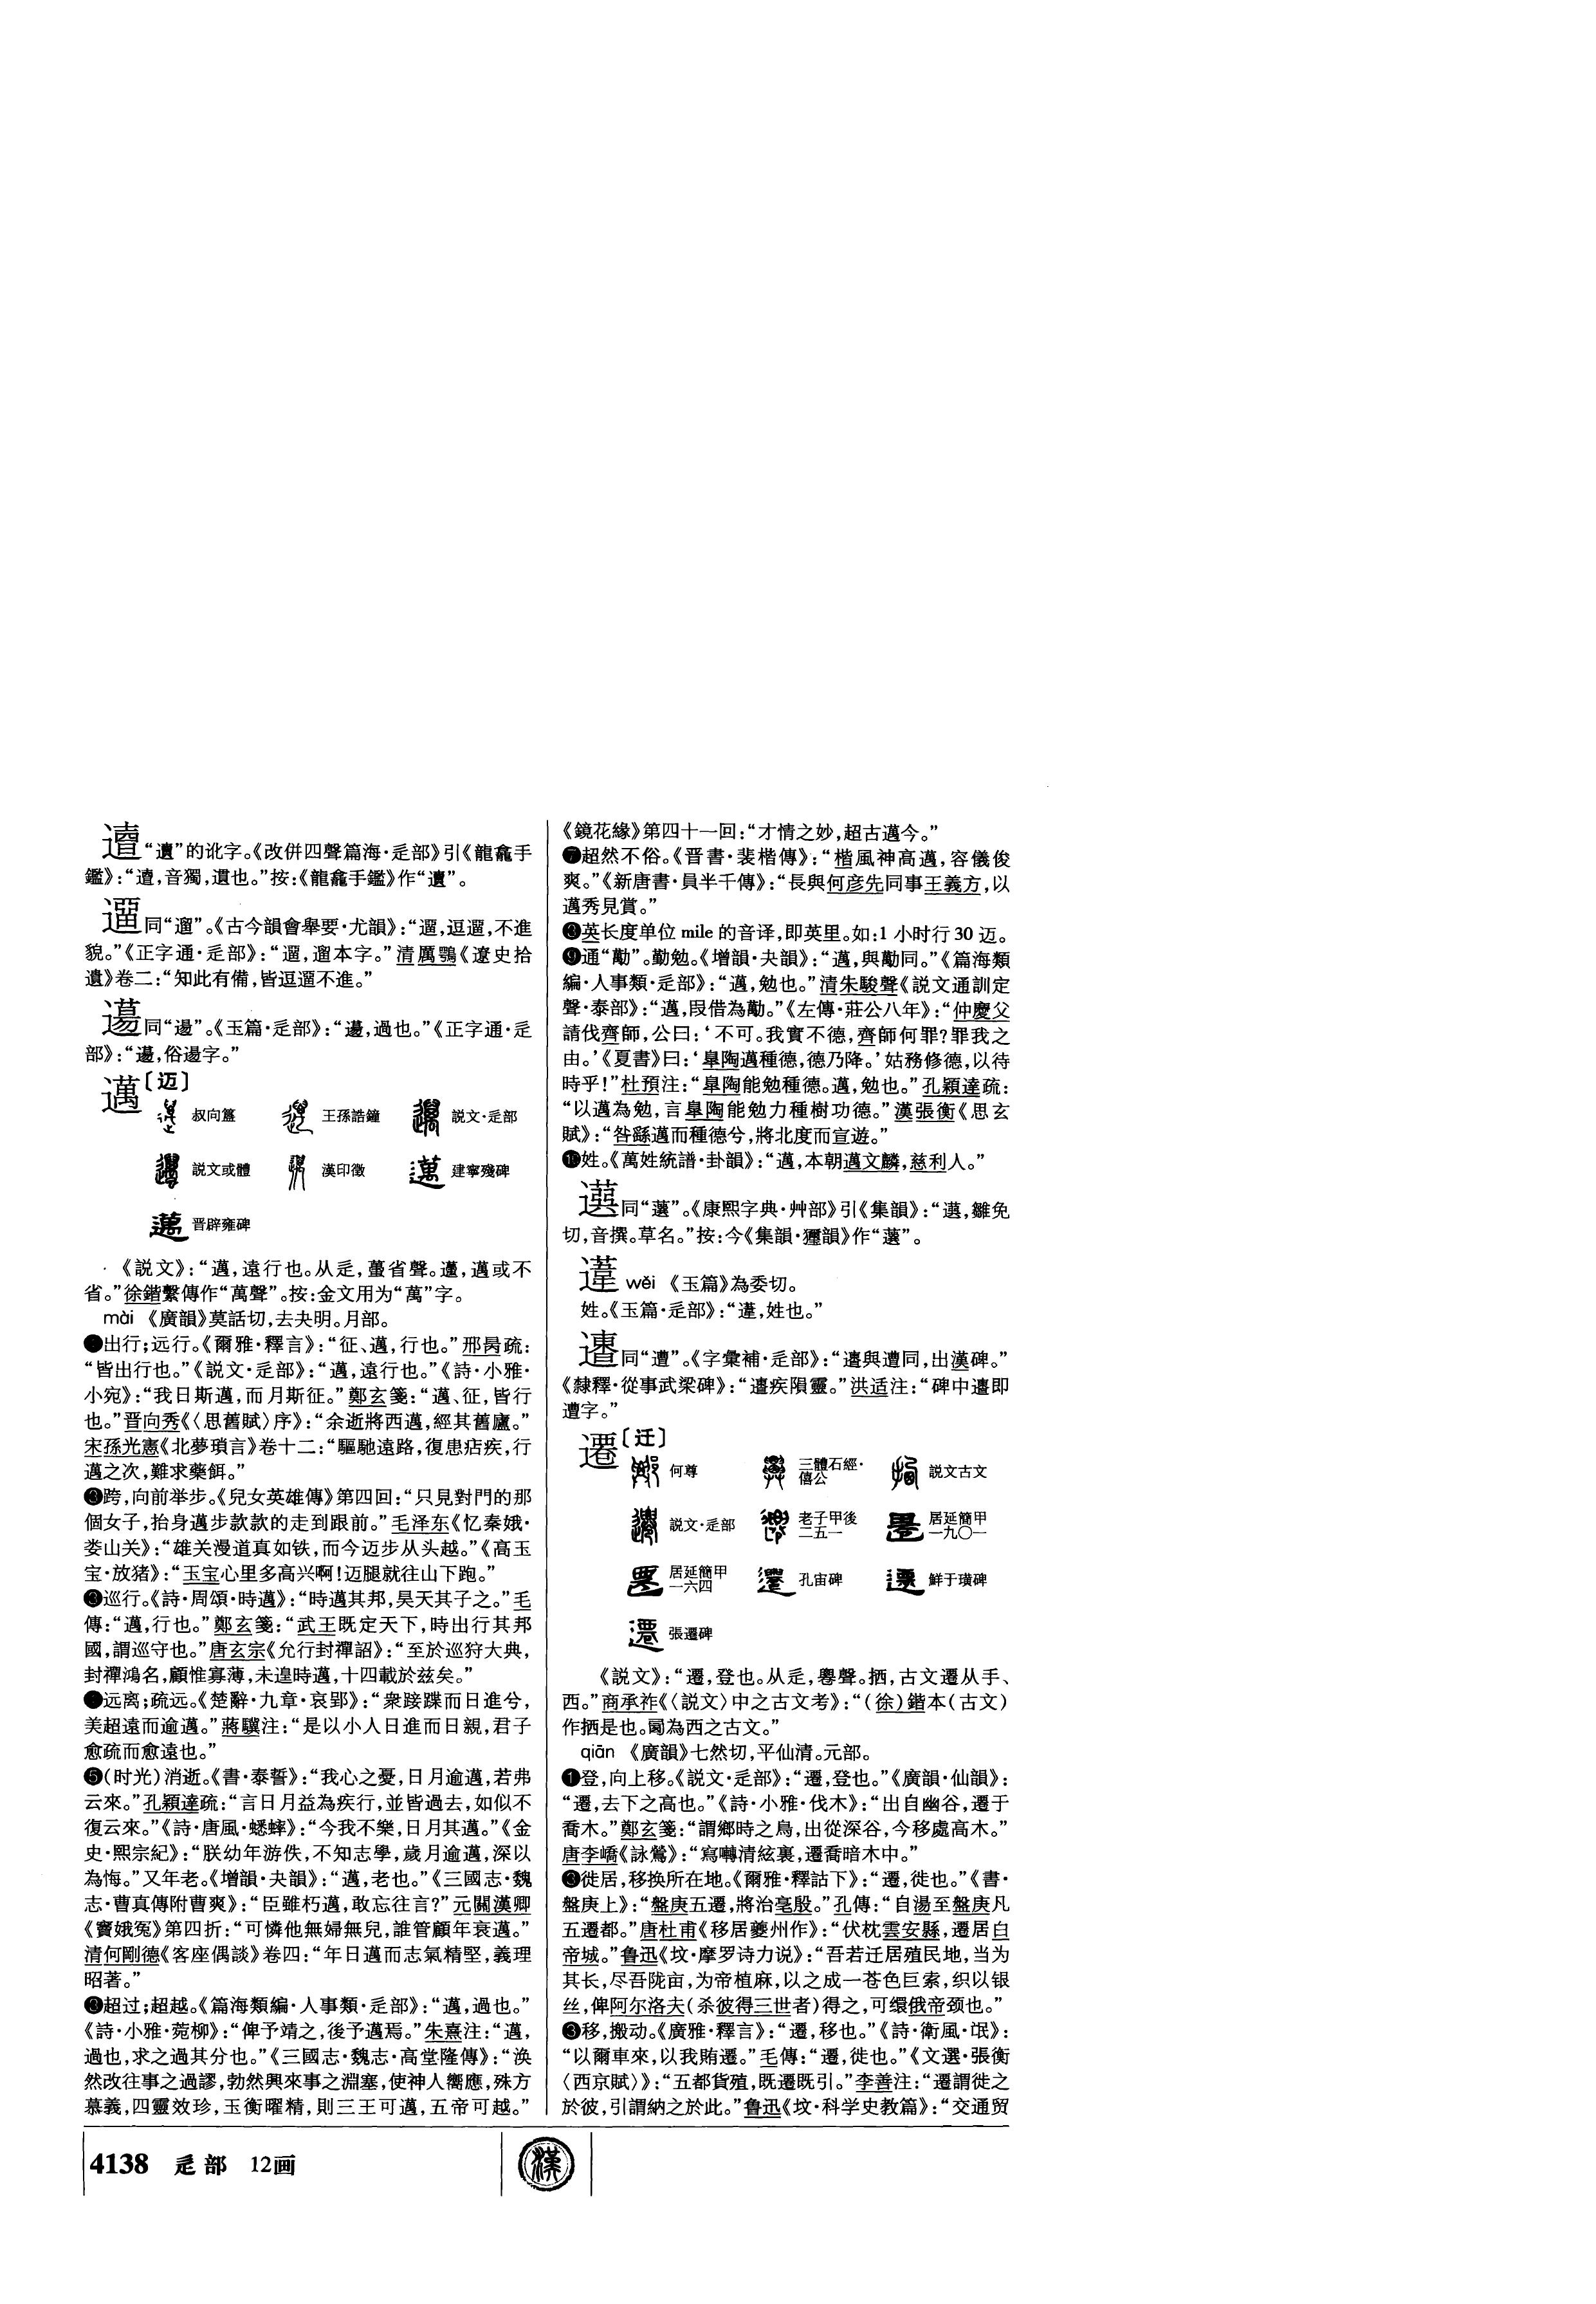 “遺”的讹字。《改併四聲篇海·辵部》引《龍龕手
鑑》：“，音獨，遺也。”按：《龍龕手鑑》作“”。
同“遛”。《古今韻會舉要·尤韻》：“遛，逗遛，不進
貌。”《正字通·辵部》：“，遛本字。”清厲鶚《遼史拾
遺》卷二：“知此有備，皆逗遛不進。”
同“逿”。《玉篇·辵部》：“，過也。”《正字通·辵
部》：“，俗逿字。”
邁〔迈〕
叔向簋 王孫誥鐘 説文·辵部
説文或體 漢印徵 建寧殘碑
晋辟雍碑
《説文》：“邁，遠行也。从辵，蠆省聲。，邁或不
省。”徐鍇繫傳作“萬聲”。按：金文用为“萬”字。
mài 《廣韻》莫話切，去夬明。月部。
出行；远行。《爾雅·釋言》：“征、邁，行也。”邢昺疏：
“皆出行也。”《説文·辵部》：“邁，遠行也。”《詩·小雅·
小宛》：“我日斯邁，而月斯征。”鄭玄箋：“邁、征，皆行
也。”晋向秀《〈思舊賦〉序》：“余逝將西邁，經其舊廬。”
宋孫光憲《北夢瑣言》卷十二：“驅馳遠路，復患痁疾，行
邁之次，難求藥餌。”
跨，向前举步。《兒女英雄傳》第四回：“只見對門的那
個女子，抬身邁步款款的走到跟前。”毛泽东《忆秦娥·
娄山关》：“雄关漫道真如铁，而今迈步从头越。”《高玉
宝·放猪》：“玉宝心里多高兴啊！迈腿就往山下跑。”
❸巡行。《詩·周頌·時邁》：“時邁其邦，昊天其子之。”毛
傳：“邁，行也。”鄭玄箋：“武王既定天下，時出行其邦
國，謂巡守也。”唐玄宗《允行封禪詔》：“至於巡狩大典，
封禪鴻名，顧惟寡薄，未遑時邁，十四載於兹矣。”
远离；疏远。《楚辭·九章·哀郢》：“衆踥蹀而日進兮，
美超遠而逾邁。”蔣驥注：“是以小人日進而日親，君子
愈疏而愈遠也。”
❺（时光）消逝。《書·泰誓》：“我心之憂，日月逾邁，若弗
云來。”孔穎達疏：“言日月益為疾行，並皆過去，如似不
復云來。”《詩·唐風·蟋蟀》：“今我不樂，日月其邁。”《金
史·熙宗紀》：“朕幼年游佚，不知志學，歲月逾邁，深以
為悔。”又年老。《增韻·夬韻》：“邁，老也。”《三國志·魏
志·曹真傳附曹爽》：“臣雖朽邁，敢忘往言？”元關漢卿
《竇娥冤》第四折：“可憐他無婦無兒，誰管顧年衰邁。”
清何剛德《客座偶談》卷四：“年日邁而志氣精堅，義理
昭著。”
超过；超越。《篇海類編·人事類·辵部》：“邁，過也。”
《詩·小雅·菀柳》：“俾予靖之，後予邁焉。”朱熹注：“邁，
過也，求之過其分也。”《三國志·魏志·高堂隆傳》：“渙
然改往事之過謬，勃然興來事之淵塞，使神人嚮應，殊方
慕義，四靈效珍，玉衡曜精，則三王可邁，五帝可越。”
《鏡花緣》第四十一回：“才情之妙，超古邁今。”
❼超然不俗。《晋書·裴楷傳》：“楷風神高邁，容儀俊
爽。”《新唐書·員半千傳》：“長與何彦先同事王義方，以
邁秀見賞。”
英长度单位 mile 的音译，即英里。如：1 小时行 30 迈。
❾通“勱”。勤勉。《增韻·夬韻》：“邁，與勱同。”《篇海類
編·人事類·辵部》：“邁，勉也。”清朱駿聲《説文通訓定
聲·泰部》：“邁，叚借為勱。”《左傳·莊公八年》：“仲慶父
請伐齊師，公曰：‘不可。我實不德，齊師何罪？罪我之
由。’《夏書》曰：‘皐陶邁種德，德乃降。’姑務修德，以待
時乎！”杜預注：“皐陶能勉種德。邁，勉也。”孔穎達疏：
“以邁為勉，言皐陶能勉力種樹功德。”漢張衡《思玄
賦》：“咎繇邁而種德兮，將北度而宣遊。”
姓。《萬姓統譜·卦韻》：“邁，本朝邁文麟，慈利人。”
同“”。《康熙字典·艸部》引《集韻》：“，雛免
切，音撰。草名。”按：今《集韻·獮韻》作“”。
wěi 《玉篇》為委切。
姓。《玉篇·辵部》：“，姓也。”
同“遭”。《字彙補·辵部》：“與遭同，出漢碑。”
《隸釋·從事武梁碑》：“疾隕靈。”洪适注：“碑中即
遭字。”
遷〔迁〕
何尊 三體石經·僖公 説文古文
説文·辵部 老子甲後二五一 居延簡甲一九〇一
居延簡甲一六四 孔宙碑 鮮于璜碑
張遷碑
《説文》：“遷，登也。从辵，䙴聲。拪，古文遷从手、
西。”商承祚《〈説文〉中之古文考》：“（徐）鍇本（古文）
作拪是也。為西之古文。”
qiān 《廣韻》七然切，平仙清。元部。
❶登，向上移。《説文·辵部》：“遷，登也。”《廣韻·仙韻》：
“遷，去下之高也。”《詩·小雅·伐木》：“出自幽谷，遷于
喬木。”鄭玄箋：“謂鄉時之鳥，出從深谷，今移處高木。”
唐李嶠《詠鶯》：“寫囀清絃裏，遷喬暗木中。”
徙居，移换所在地。《爾雅·釋詁下》：“遷，徙也。”《書·
盤庚上》：“盤庚五遷，將治亳殷。”孔傳：“自湯至盤庚凡
五遷都。”唐杜甫《移居夔州作》：“伏枕雲安縣，遷居白
帝城。”鲁迅《坟·摩罗诗力说》：“吾若迁居殖民地，当为
其长，尽吾陇亩，为帝植麻，以之成一苍色巨索，织以银
丝，俾阿尔洛夫（杀彼得三世者）得之，可缳俄帝颈也。”
❸移，搬动。《廣雅·釋言》：“遷，移也。”《詩·衛風·氓》：
“以爾車來，以我賄遷。”毛傳：“遷，徙也。”《文選·張衡
〈西京賦〉》：“五都貨殖，既遷既引。”李善注：“遷謂徙之
於彼，引謂納之於此。”鲁迅《坟·科学史教篇》：“交通贸
4138 辵部 12画
漢